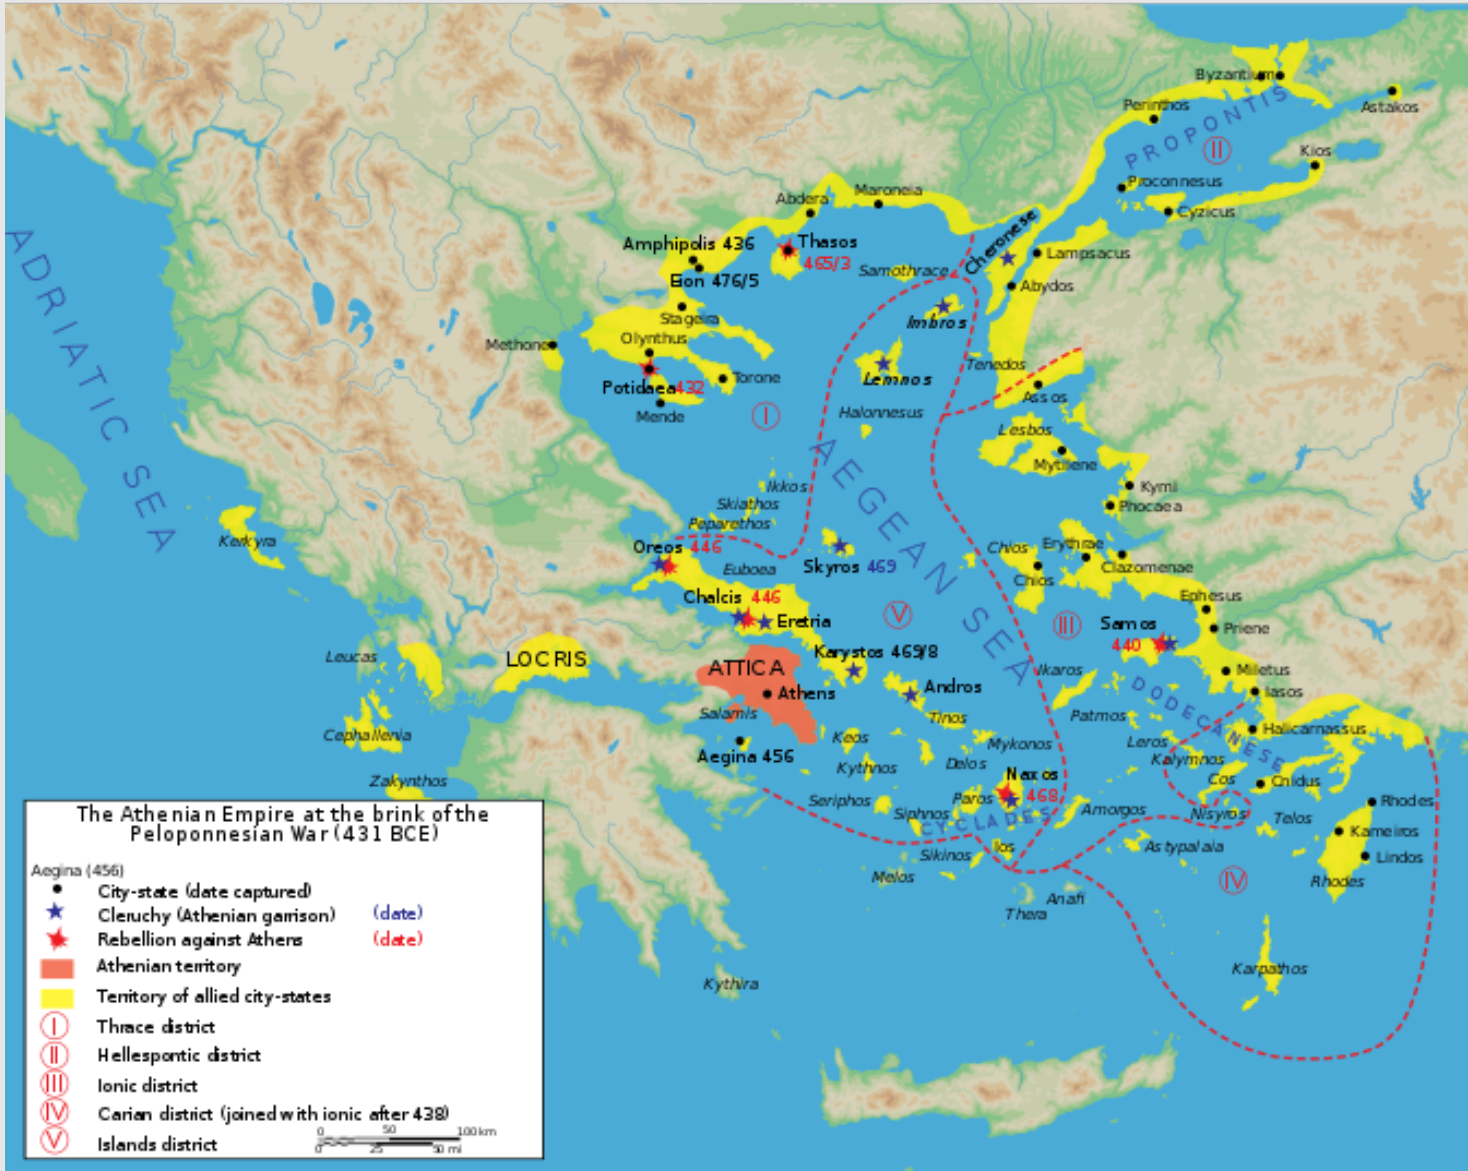 Byzantium
Astakos
Perinthos
PROPONTIS
II
Kios
Proconnesus
Cyzicus
Maroneia
Abdera
Amphipolis 436
Thasos
465/3
Cheronese
Eion 476/5
Samothrace
Lampsacus
Abydos
ADRIATIC SEA
Stageira
Imbros
Methone
Olynthus
Potidaea 432
Torone
Lemnos
Tenedos
Mende
I
Halonnesus
Assos
Lesbos
Mytilene
AEGEAN SEA
Ikkos
Skiathos
Peparethos
Kymi
Phocaea
Kerkyra
Oreos 446
Euboea
Skyros 469
Chios
Erythrae
Chios
Clazomenae
Chalcis 446
Eretria
V
III
Ephesus
Samos
440
Priene
Leucas
LOCRIS
ATTICA
Karystos 469/8
Athens
Andros
Ikaros
Miletus
Iasos
Salamis
Tinos
Patmos
DODECANESE
Cephallenia
Aegina 456
Keos
Mykonos
Leros
Halicarnassus
Kythnos
Delos
Kalymnos
Zakynthos
Naxos
468
Cos
Cnidus
Seriphos
Siphnos
Paros
Amorgos
Nisyros
Telos
Rhodes
CYCLADES
Kameiros
Sikinos
Ios
Astypalaia
Lindos
Melos
IV
Rhodes
Anafi
Thera
Karpathos
Kythira
The Athenian Empire at the brink of the
Peloponnesian War (431 BCE)
Aegina (456)
City-state (date captured)
Cleruchy (Athenian garrison) (date)
Rebellion against Athens (date)
Athenian territory
Territory of allied city-states
I Thrace district
II Hellespontic district
III Ionic district
IV Carian district (joined with ionic after 438)
V Islands district
0 50 100 km
0 25 50 mi